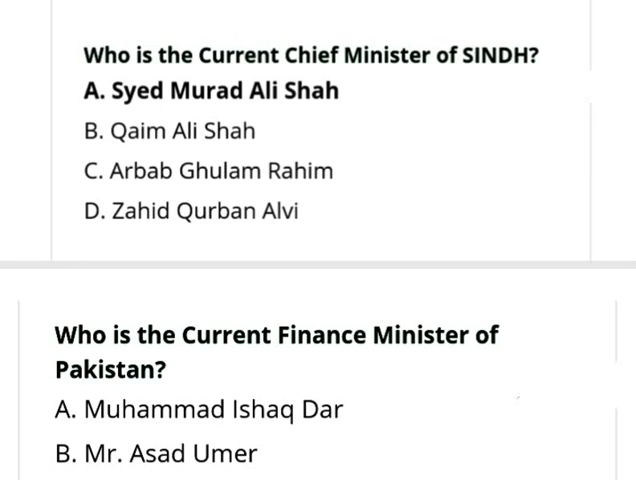 Who is the Current Chief Minister of SINDH?
A. Syed Murad Ali Shah
B. Qaim Ali Shah
C. Arbab Ghulam Rahim
D. Zahid Qurban Alvi
Who is the Current Finance Minister of
Pakistan?
A. Muhammad Ishaq Dar
B. Mr. Asad Umer